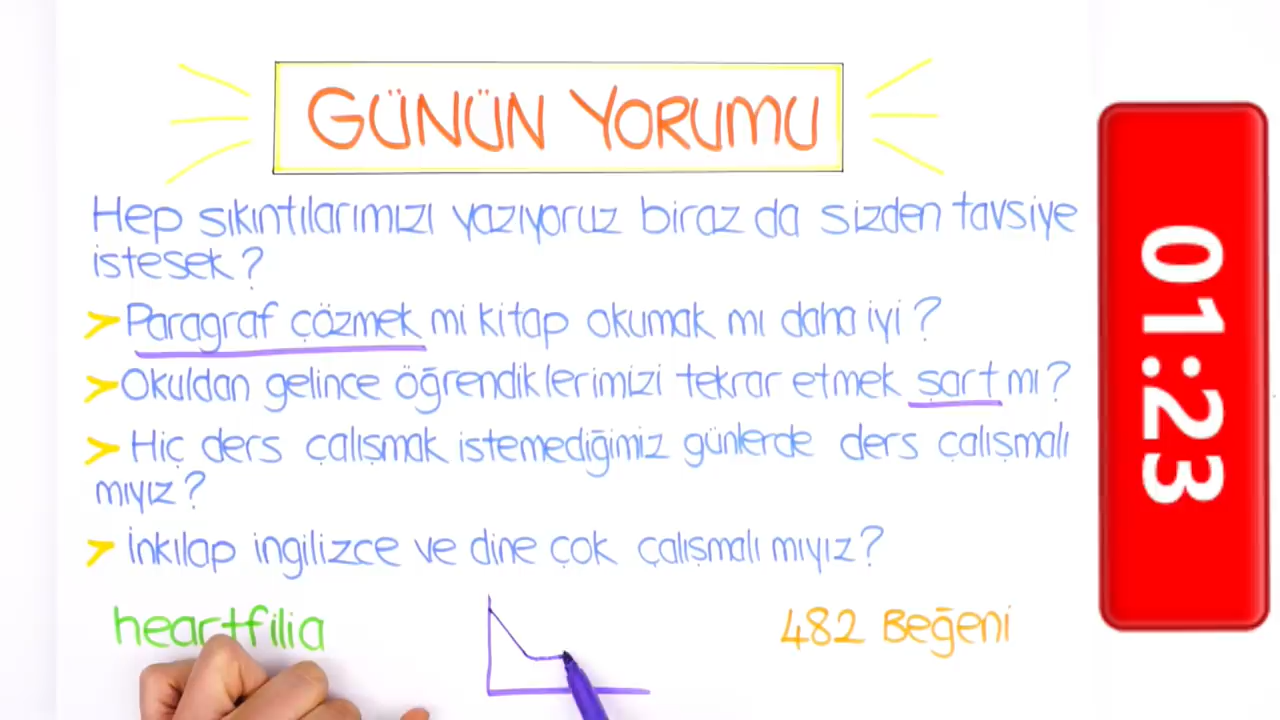 GÜNÜN YORUMU
Hep sıkıntılarımızı yazıyoruz biraz da sizden tavsiye
istesek?
➤ Paragraf çözmek mi kitap okumak mı daha iyi?
➤ Okuldan gelince öğrendiklerimizi tekrar etmek şart mı?
➤ Hiç ders çalışmak istemediğimiz günlerde ders çalışmalı
mıyız?
➤ İnkılap ingilizce ve dine çok çalışmalı mıyız?
heartfilia
482 Beğeni
01:23